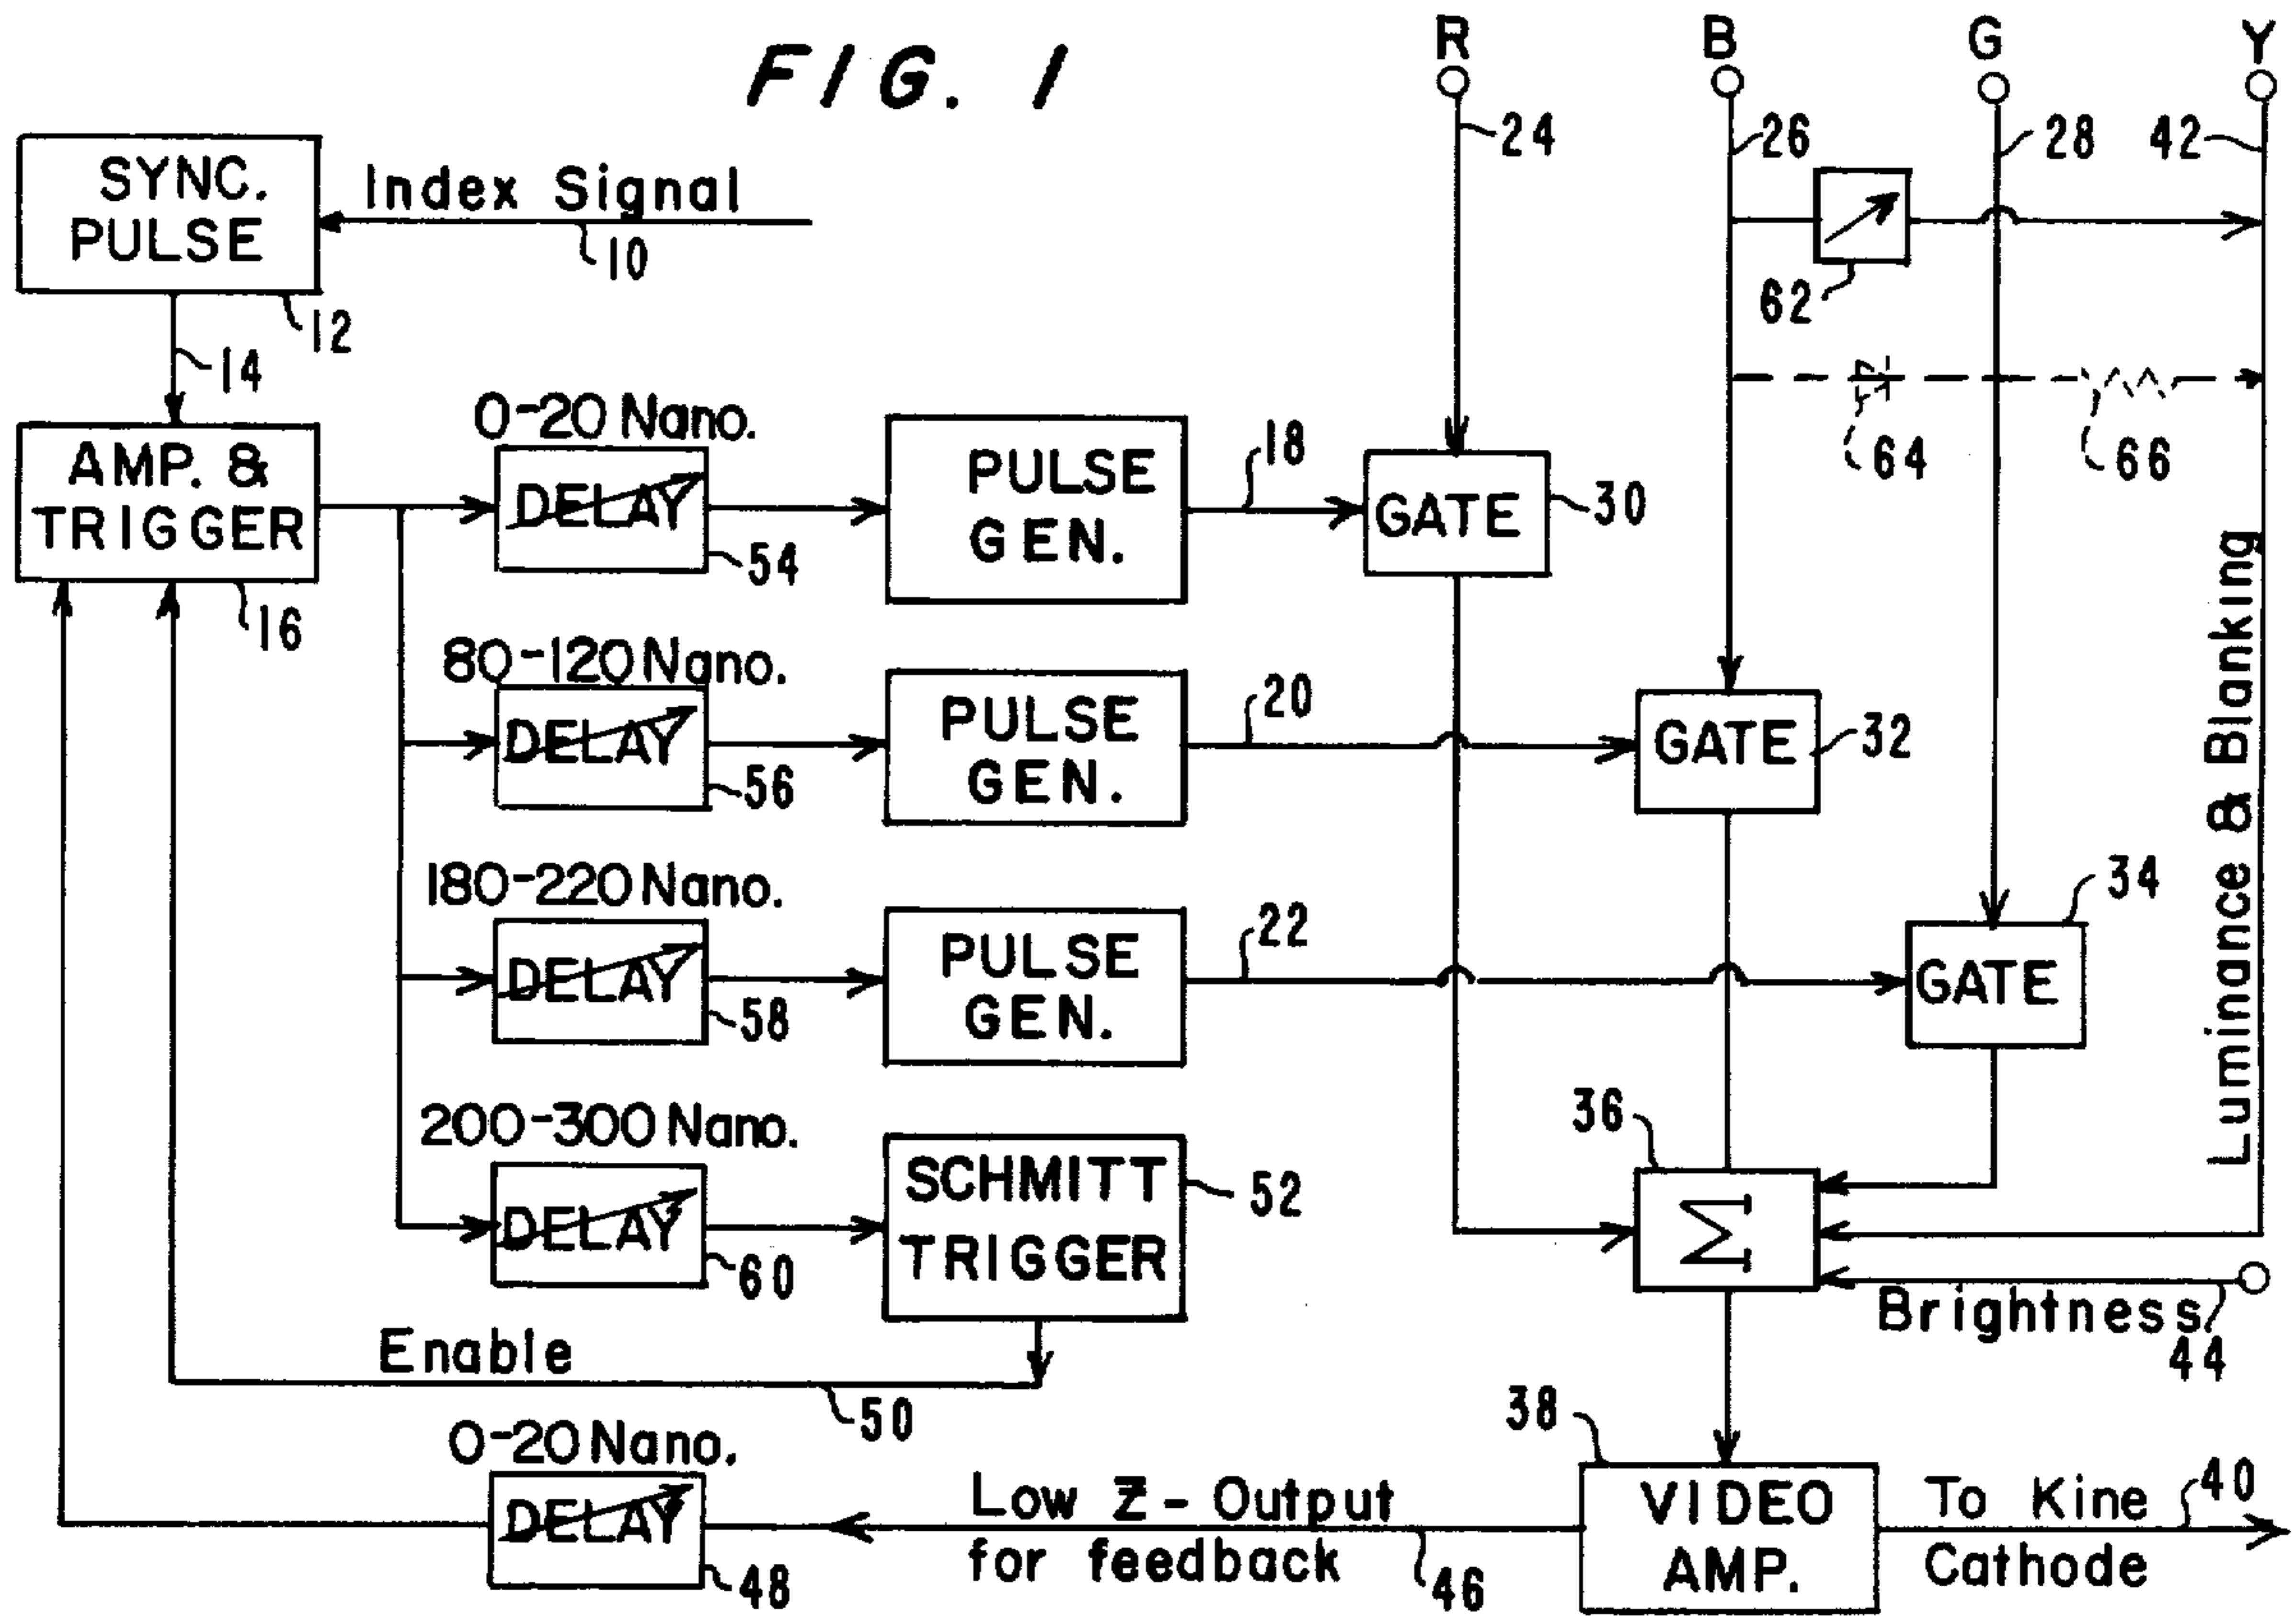 FIG. 1
R B G Y
24 26 28 42
SYNC.
PULSE
Index Signal
10
12
62
14
0-20 Nano.
64 66
AMP. &
TRIGGER
16
DELAY
54
PULSE
GEN.
18
GATE
30
80-120 Nano.
DELAY
56
PULSE
GEN.
20
GATE
32
Luminance & Blanking
180-220 Nano.
DELAY
58
PULSE
GEN.
22
GATE
34
200-300 Nano.
DELAY
60
SCHMITT
TRIGGER
52
36
Σ
Brightness
44
Enable
50
0-20 Nano.
DELAY
48
Low Z - Output
for feedback
46
38
VIDEO
AMP.
To Kine
Cathode
40